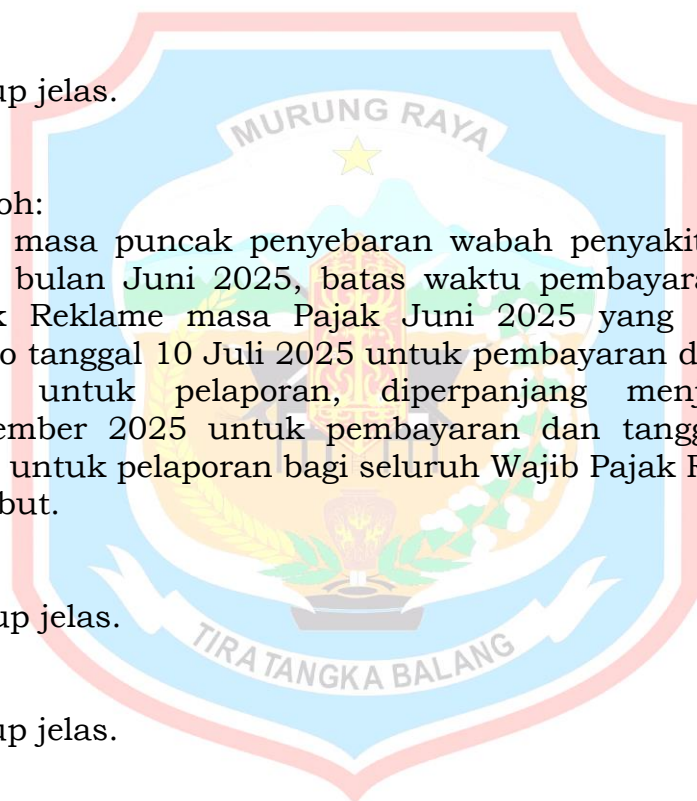 up jelas.
MURUNG RAYA
oh:
masa puncak penyebaran wabah penyakit
bulan Juni 2025, batas waktu pembayara
k Reklame masa Pajak Juni 2025 yang
o tanggal 10 Juli 2025 untuk pembayaran d
untuk pelaporan, diperpanjang menj
ember 2025 untuk pembayaran dan tangg
untuk pelaporan bagi seluruh Wajib Pajak R
but.
up jelas.
TIRA TANGKA BALANG
up jelas.